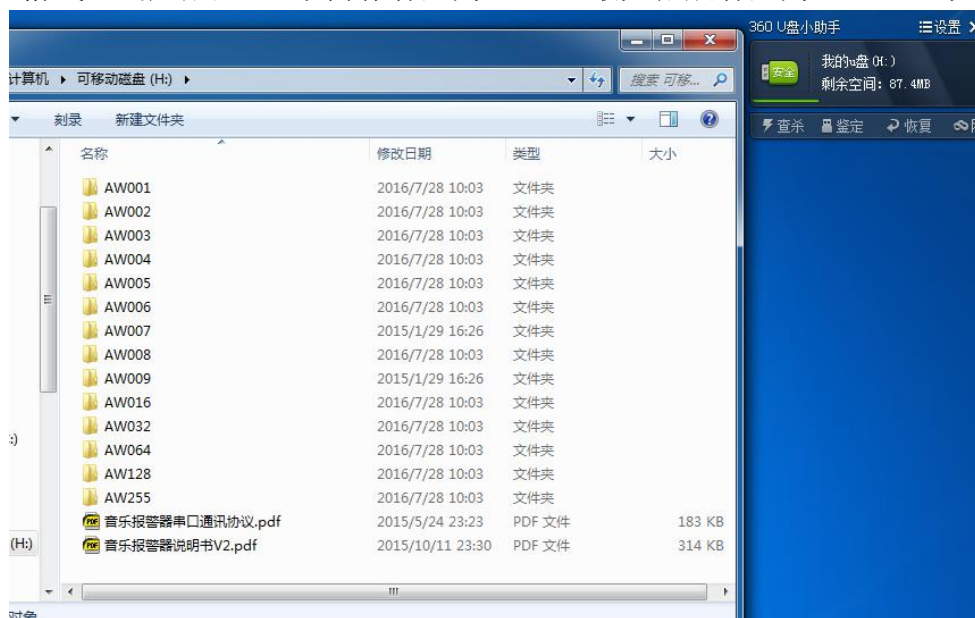 360 U盘小助手
设置
我的u盘(H:)
安全
剩余空间: 87.4MB
查杀 鉴定 恢复
计算机 可移动磁盘 (H:)
搜索 可移...
刻录 新建文件夹
名称 修改日期 类型 大小
AW001 2016/7/28 10:03 文件夹
AW002 2016/7/28 10:03 文件夹
AW003 2016/7/28 10:03 文件夹
AW004 2016/7/28 10:03 文件夹
AW005 2016/7/28 10:03 文件夹
AW006 2016/7/28 10:03 文件夹
AW007 2015/1/29 16:26 文件夹
AW008 2016/7/28 10:03 文件夹
AW009 2015/1/29 16:26 文件夹
AW016 2016/7/28 10:03 文件夹
AW032 2016/7/28 10:03 文件夹
AW064 2016/7/28 10:03 文件夹
AW128 2016/7/28 10:03 文件夹
AW255 2016/7/28 10:03 文件夹
音乐报警器串口通讯协议.pdf 2015/5/24 23:23 PDF 文件 183 KB
音乐报警器说明书V2.pdf 2015/10/11 23:30 PDF 文件 314 KB
:)
(H:)